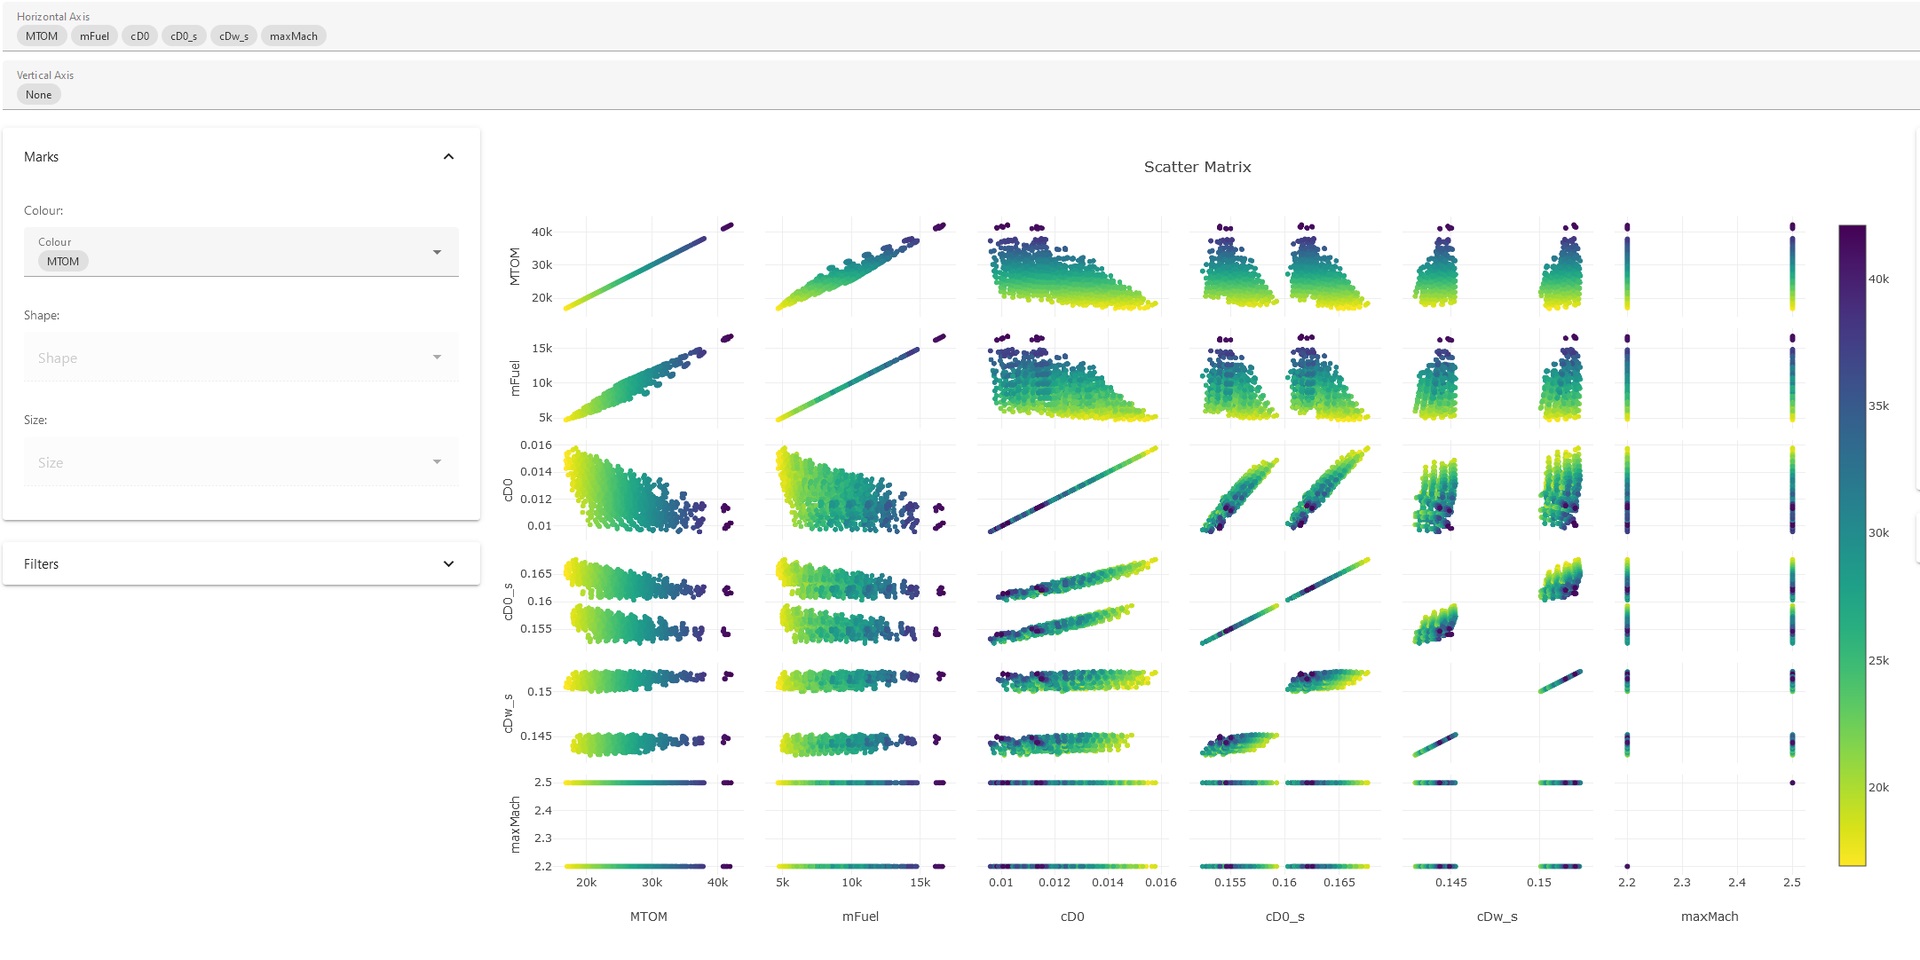 Horizontal Axis
MTOM mFuel cD0 cD0_s cDw_s maxMach
Vertical Axis
None
Marks
Colour:
Colour
MTOM
Shape:
Shape
Size:
Size
Filters
Scatter Matrix
MTOM
40k
30k
20k
mFuel
15k
10k
5k
cD0
0.016
0.014
0.012
0.01
cD0_s
0.165
0.16
0.155
cDw_s
0.15
0.145
maxMach
2.5
2.4
2.3
2.2
20k 30k 40k 5k 10k 15k 0.01 0.012 0.014 0.016 0.155 0.16 0.165 0.145 0.15 2.2 2.3 2.4 2.5
MTOM mFuel cD0 cD0_s cDw_s maxMach
40k
35k
30k
25k
20k